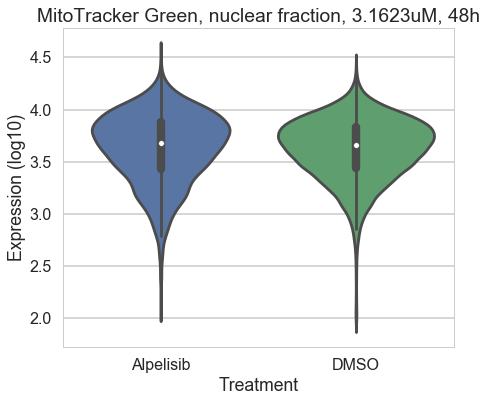 MitoTracker Green, nuclear fraction, 3.1623uM, 48h
4.5
4.0
3.5
3.0
2.5
2.0
Expression (log10)
Alpelisib DMSO
Treatment